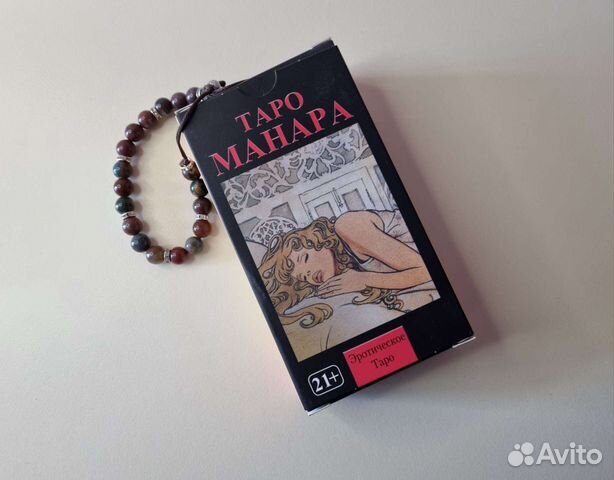 ТАРО
МАНАРА
Эротическое
Таро
21+
Avito